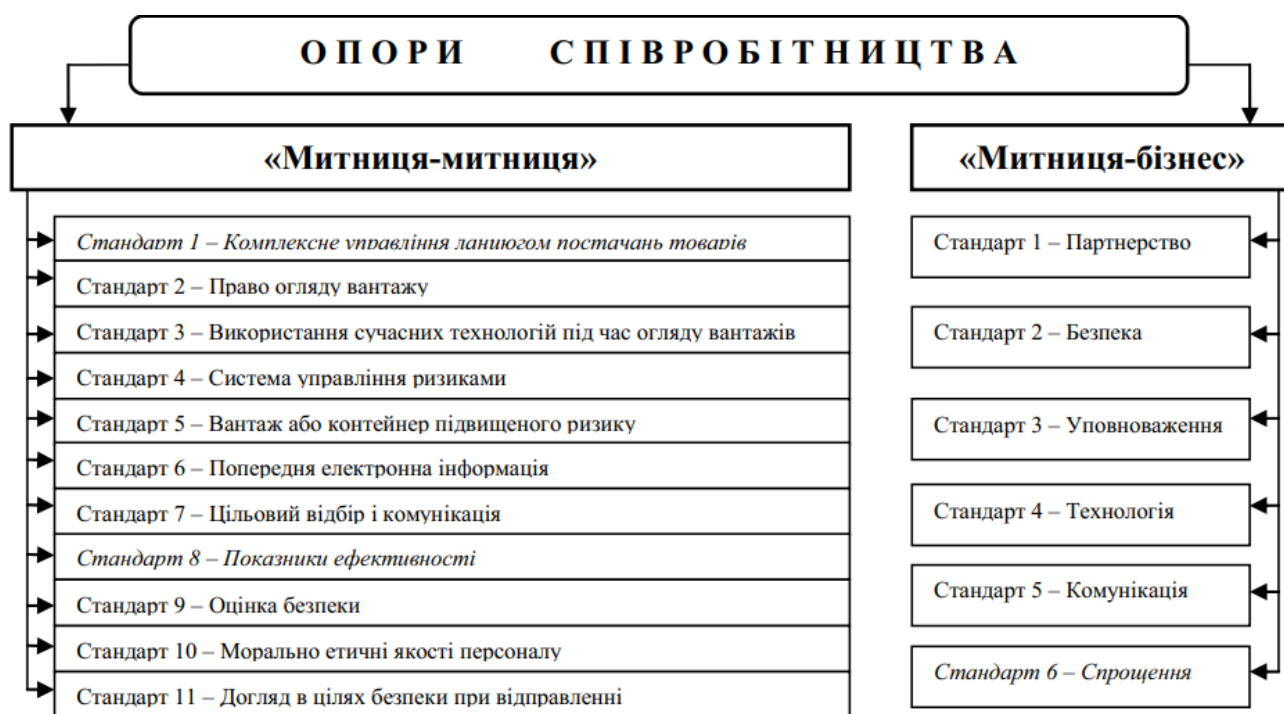 ОПОРИ СПІВРОБІТНИЦТВА
«Митниця-митниця»
Стандарт 1 – Комплексне управління ланцюгом постачань товарів
Стандарт 2 – Право огляду вантажу
Стандарт 3 – Використання сучасних технологій під час огляду вантажів
Стандарт 4 – Система управління ризиками
Стандарт 5 – Вантаж або контейнер підвищеного ризику
Стандарт 6 – Попередня електронна інформація
Стандарт 7 – Цільовий відбір і комунікація
Стандарт 8 – Показники ефективності
Стандарт 9 – Оцінка безпеки
Стандарт 10 – Морально етичні якості персоналу
Стандарт 11 – Догляд в цілях безпеки при відправленні
«Митниця-бізнес»
Стандарт 1 – Партнерство
Стандарт 2 – Безпека
Стандарт 3 – Уповноваження
Стандарт 4 – Технологія
Стандарт 5 – Комунікація
Стандарт 6 – Спрощення